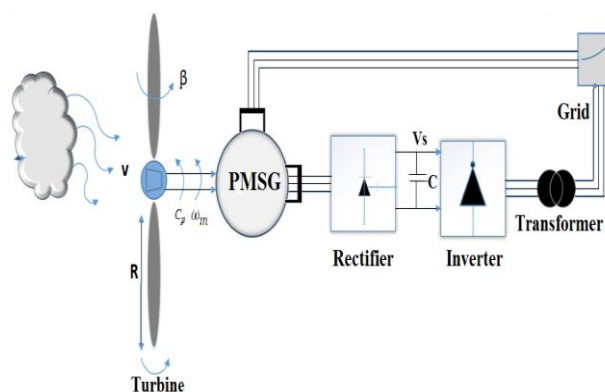 β
Grid
Vs
v
PMSG
C
Transformer
Cₚ ωₘ
Rectifier
Inverter
R
Turbine